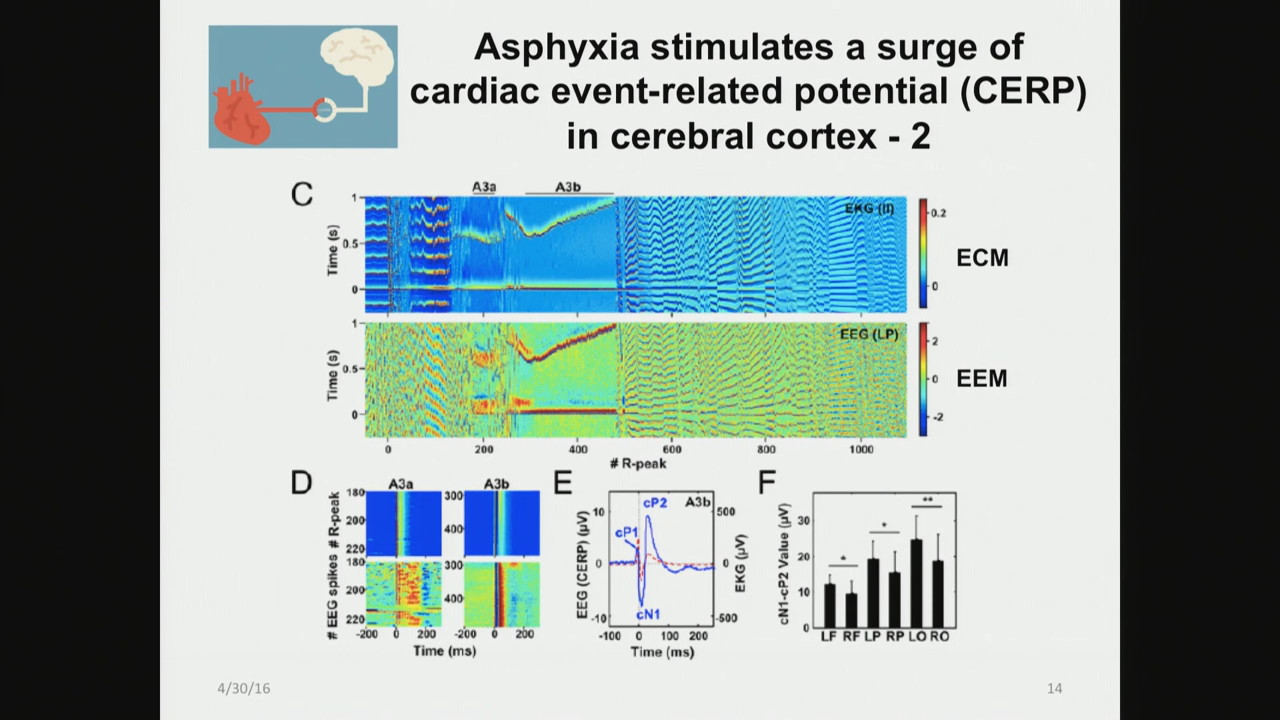 Asphyxia stimulates a surge of
cardiac event-related potential (CERP)
in cerebral cortex - 2
C
A3a
A3b
EKG (II)
Time (s)
1
0.5
0
0.2
0
ECM
EEG (LP)
Time (s)
1
0.5
0
2
0
-2
EEM
0
200
400
600
800
1000
# R-peak
D
A3a
A3b
# R-peak
180
200
220
300
400
# EEG spikes
180
200
220
300
400
-200
0
200
-200
0
200
Time (ms)
E
A3b
cP2
cP1
cN1
EEG (CERP) (µV)
10
0
-10
EKG (µV)
500
0
-500
-100
0
100
200
Time (ms)
F
cN1-cP2 Value (µV)
30
20
10
0
*
*
**
LF RF LP RP LO RO
4/30/16
14